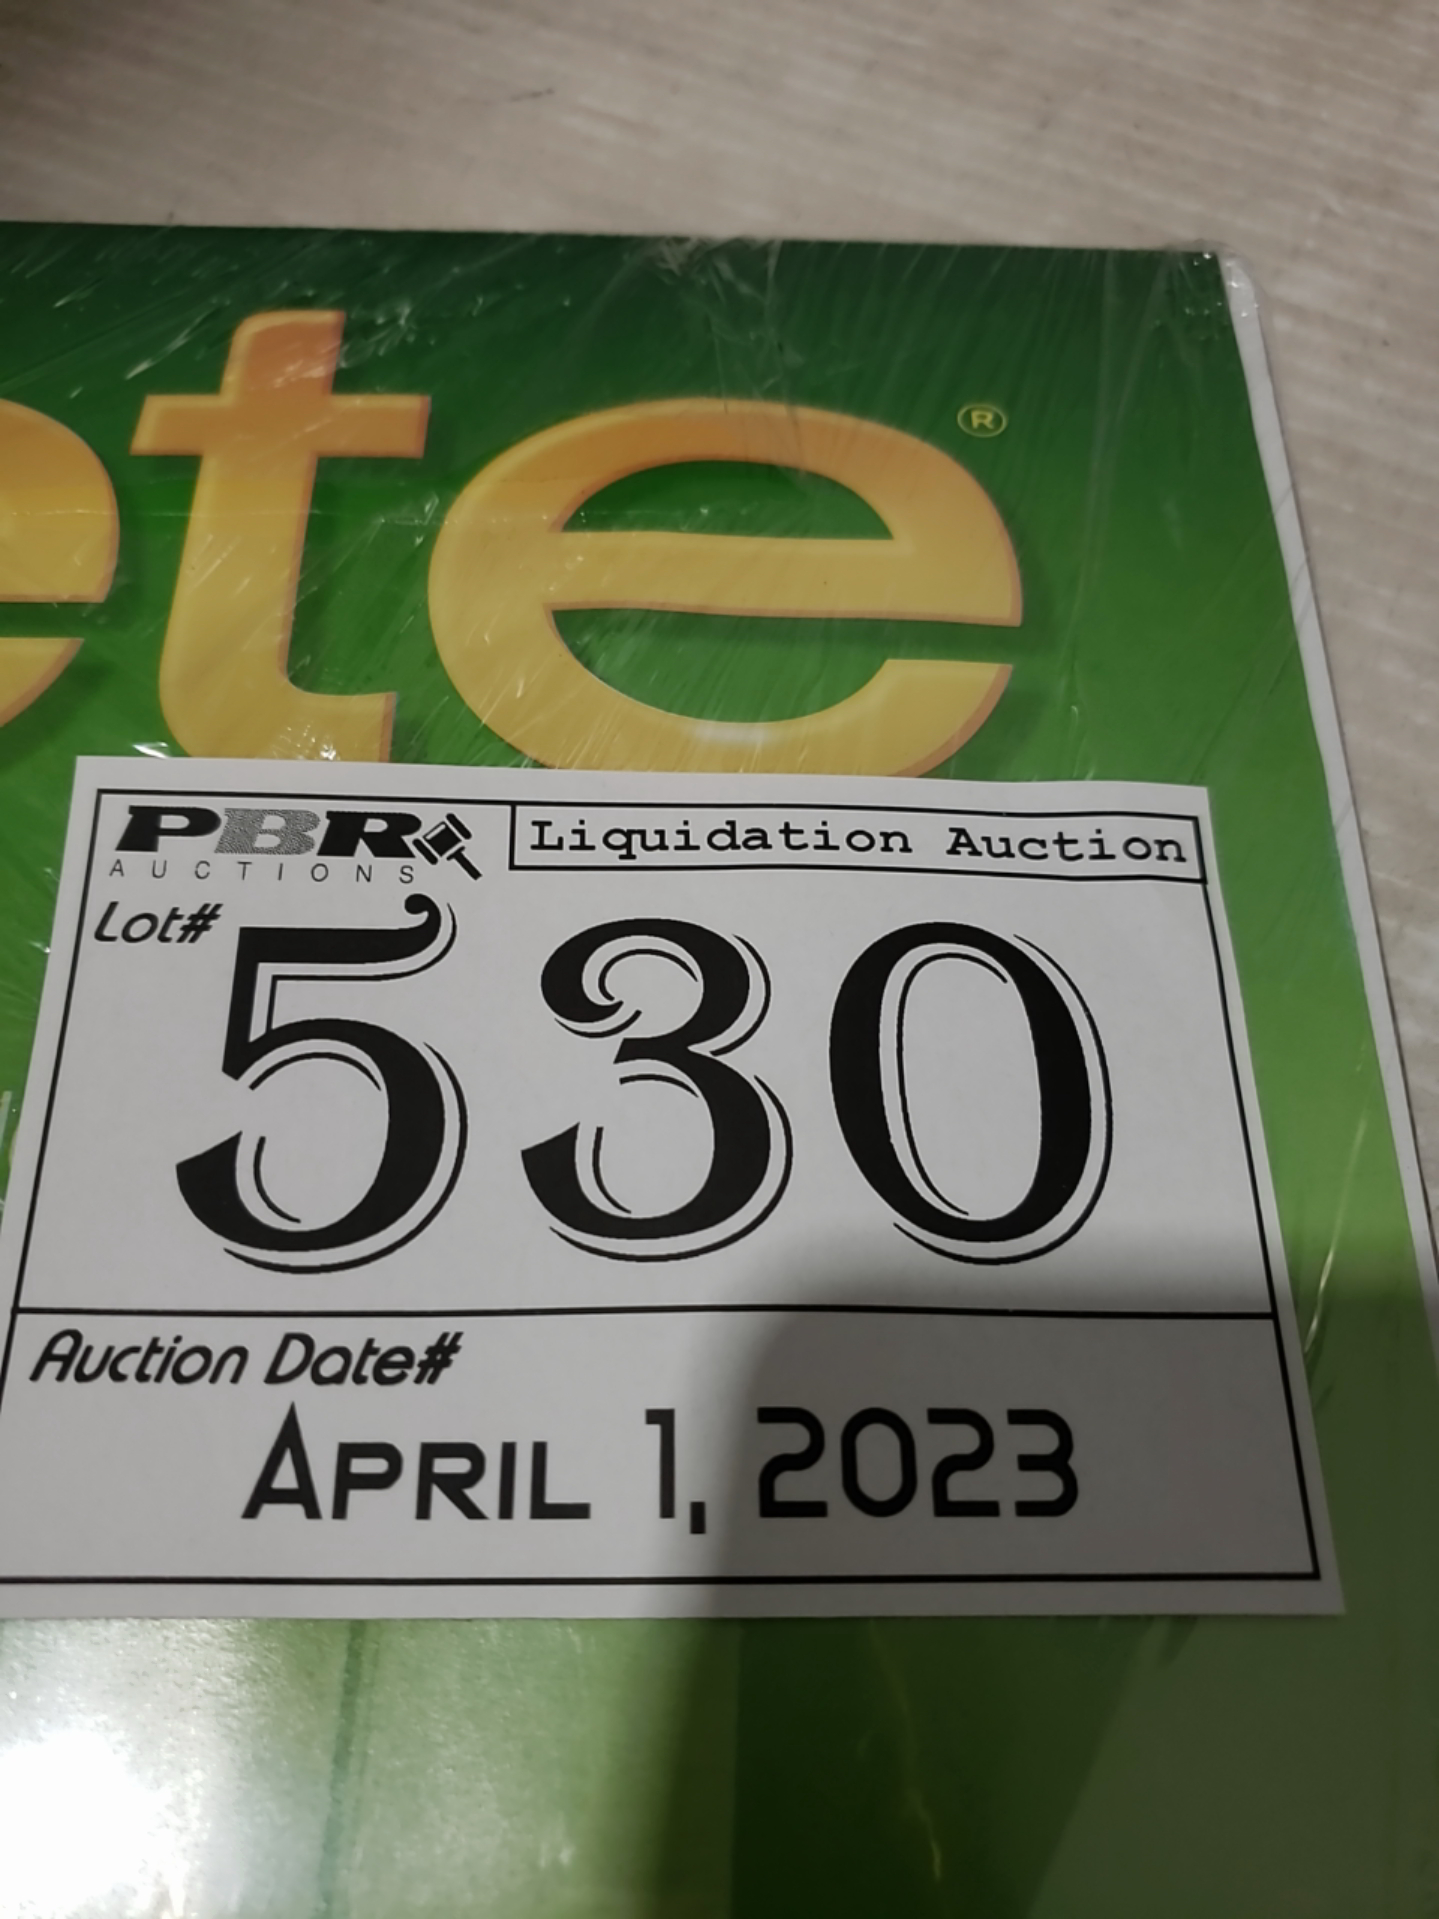 ete®
PBR
AUCTIONS
Liquidation Auction
Lot# 530
Auction Date#
APRIL 1, 2023